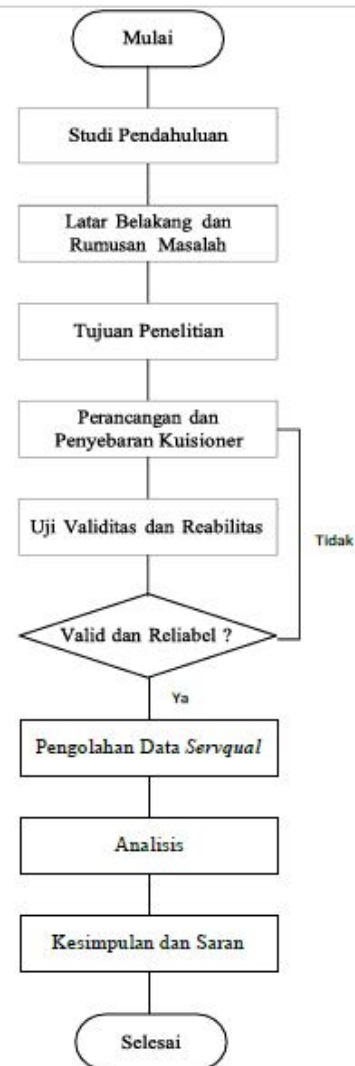 Mulai
Studi Pendahuluan
Latar Belakang dan
Rumusan Masalah
Tujuan Penelitian
Perancangan dan
Penyebaran Kuisioner
Uji Validitas dan Reabilitas
Tidak
Valid dan Reliabel ?
Ya
Pengolahan Data Servqual
Analisis
Kesimpulan dan Saran
Selesai